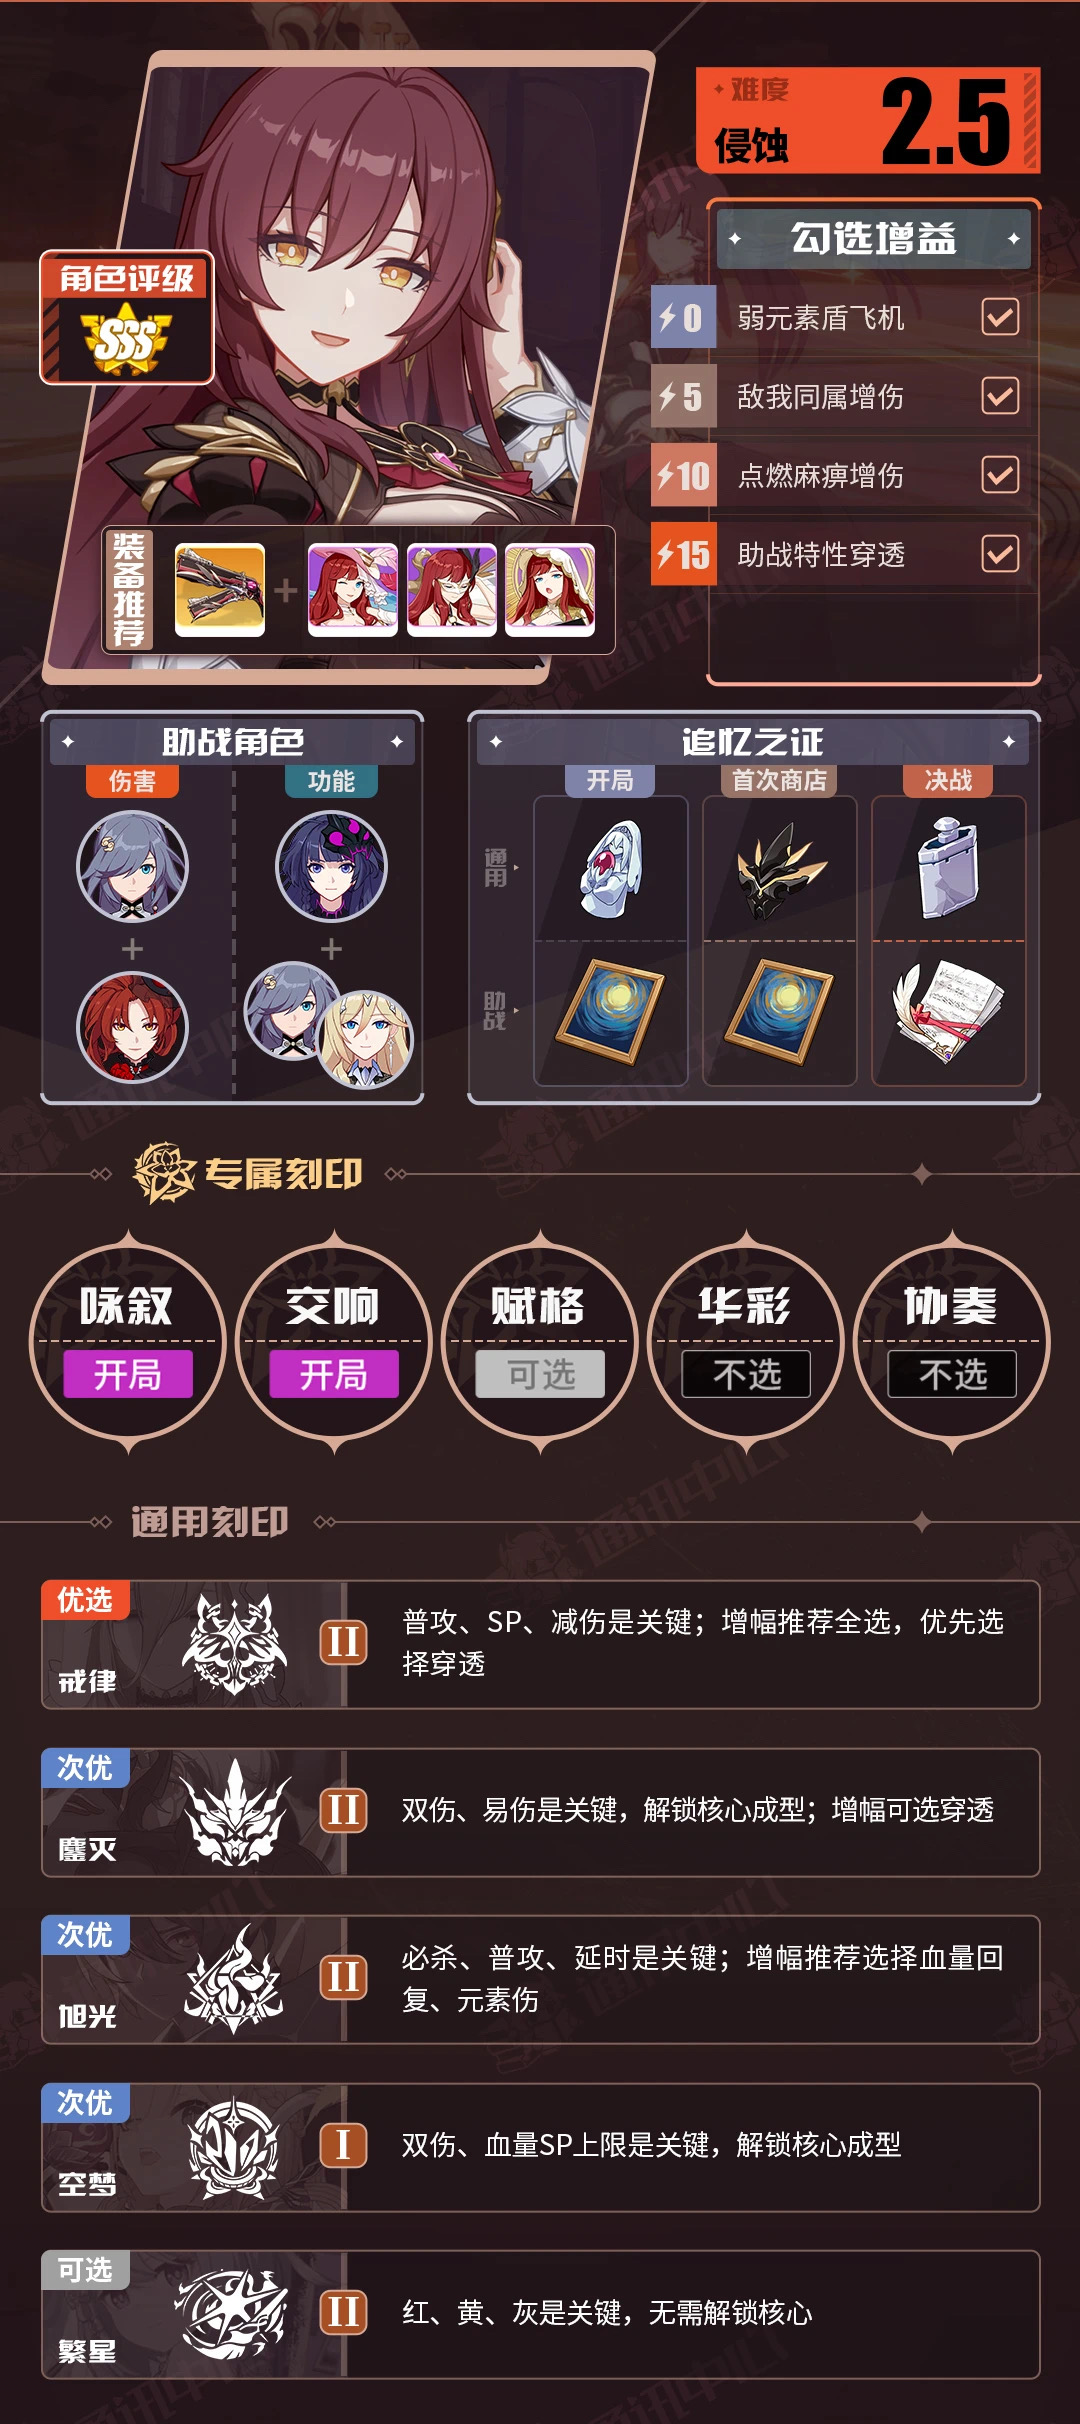 难度
侵蚀
2.5
勾选增益
0 弱元素盾飞机
5 敌我同属增伤
10 点燃麻痹增伤
15 助战特性穿透
角色评级
SSS
装备推荐
助战角色
伤害
功能
追忆之证
开局
首次商店
决战
通用
助战
专属刻印
咏叙
开局
交响
开局
赋格
可选
华彩
不选
协奏
不选
通用刻印
优选
戒律
II
普攻、SP、减伤是关键；增幅推荐全选，优先选
择穿透
次优
鏖灭
II
双伤、易伤是关键，解锁核心成型；增幅可选穿透
次优
旭光
II
必杀、普攻、延时是关键；增幅推荐选择血量回
复、元素伤
次优
空梦
I
双伤、血量SP上限是关键，解锁核心成型
可选
繁星
II
红、黄、灰是关键，无需解锁核心
通讯中心